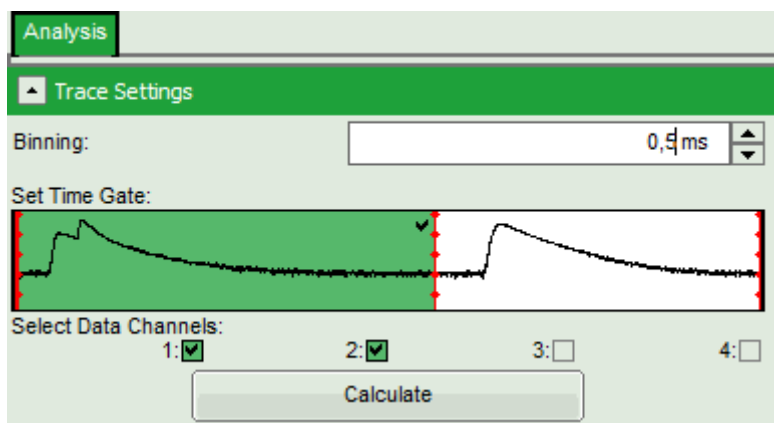 Analysis
Trace Settings
Binning: 0,5 ms
Set Time Gate:
Select Data Channels:
1: 2: 3: 4:
Calculate